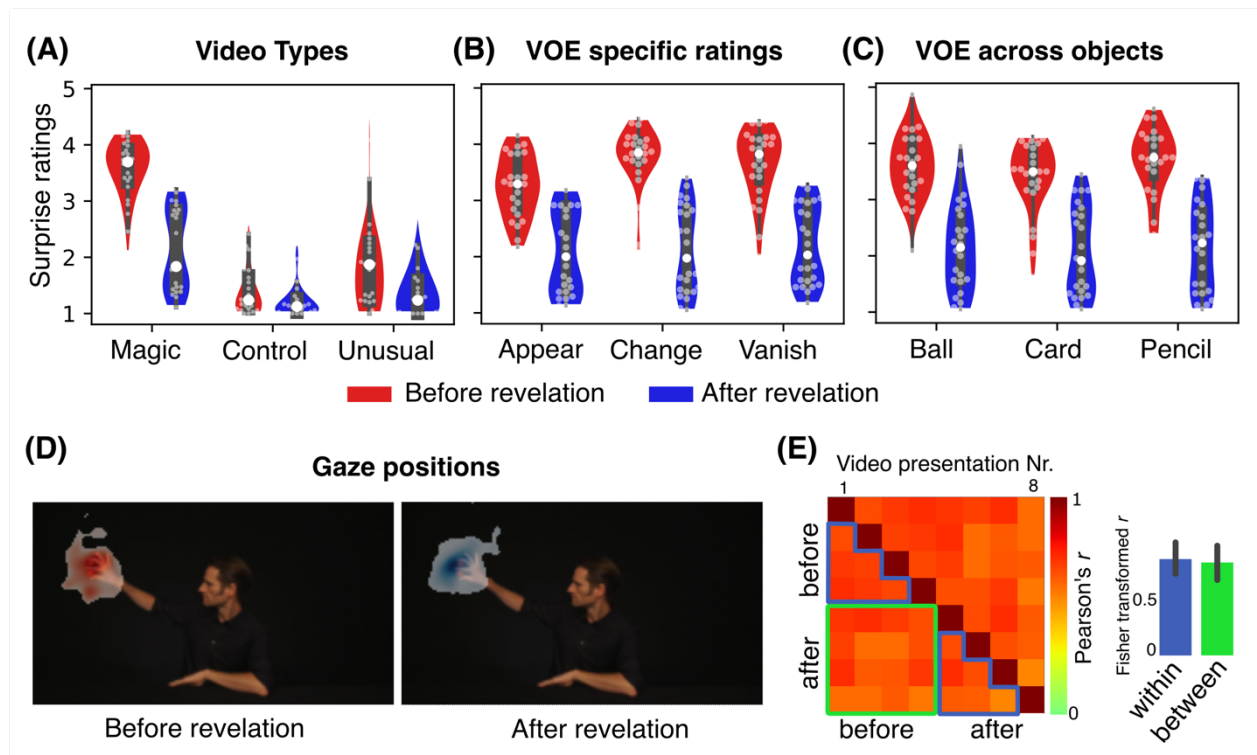 (A) Video Types
(B) VOE specific ratings
(C) VOE across objects
Surprise ratings
5
4
3
2
1
Magic Control Unusual
Appear Change Vanish
Ball Card Pencil
Before revelation After revelation
(D)
Gaze positions
Before revelation After revelation
(E)
Video presentation Nr.
1 8
before
after
before after
1
Pearson's r
0
Fisher transformed r
0.5
0
within
between